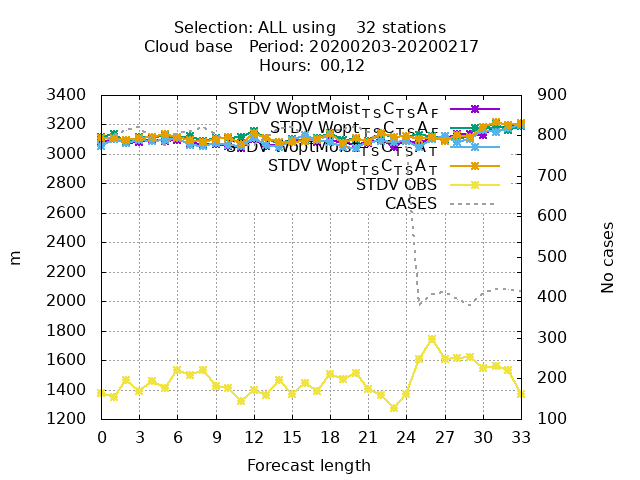 Selection: ALL using 32 stations
Cloud base Period: 20200203-20200217
Hours: 00,12
3400 900
3200 800
3000 700
2800
2600 600
2400 500
2200
2000 400
1800 300
1600 200
1400
1200 100
STDV WoptMoistTSCTSAF
STDV WoptTSCTSAF
STDV WoptMoistTSCTSAT
STDV WoptTSCTSAT
STDV OBS
CASES
m
No cases
0 3 6 9 12 15 18 21 24 27 30 33
Forecast length